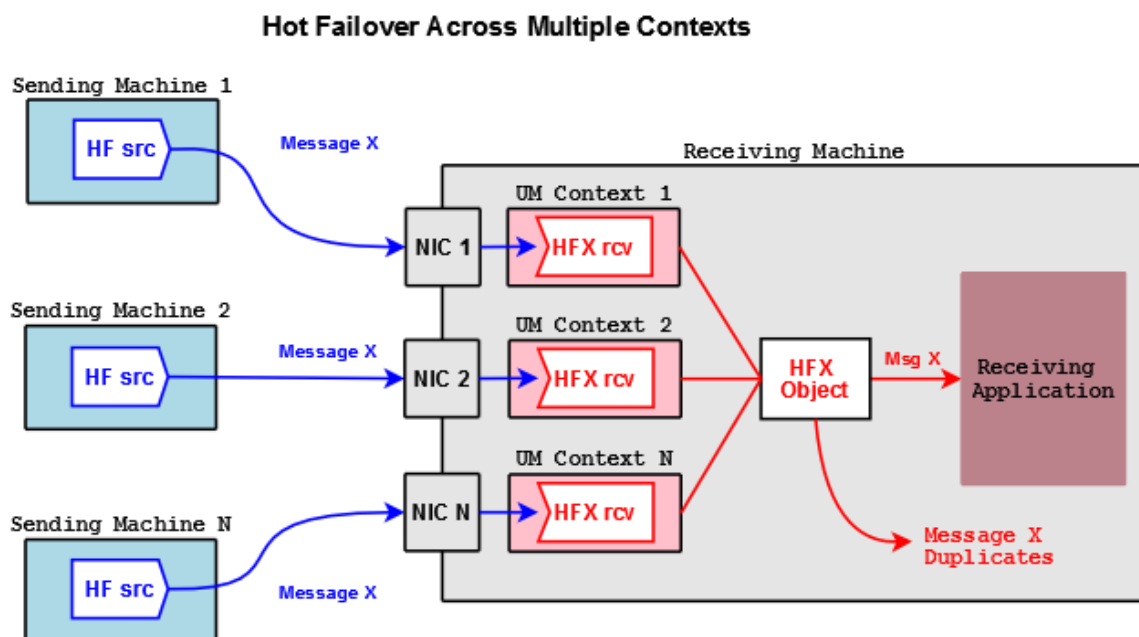 Hot Failover Across Multiple Contexts
Sending Machine 1
HF src
Message X
Receiving Machine
UM Context 1
NIC 1
HFX rcv
Sending Machine 2
HF src
Message X
UM Context 2
NIC 2
HFX rcv
HFX
Object
Msg X
Receiving
Application
UM Context N
NIC N
HFX rcv
Sending Machine N
HF src
Message X
Message X
Duplicates